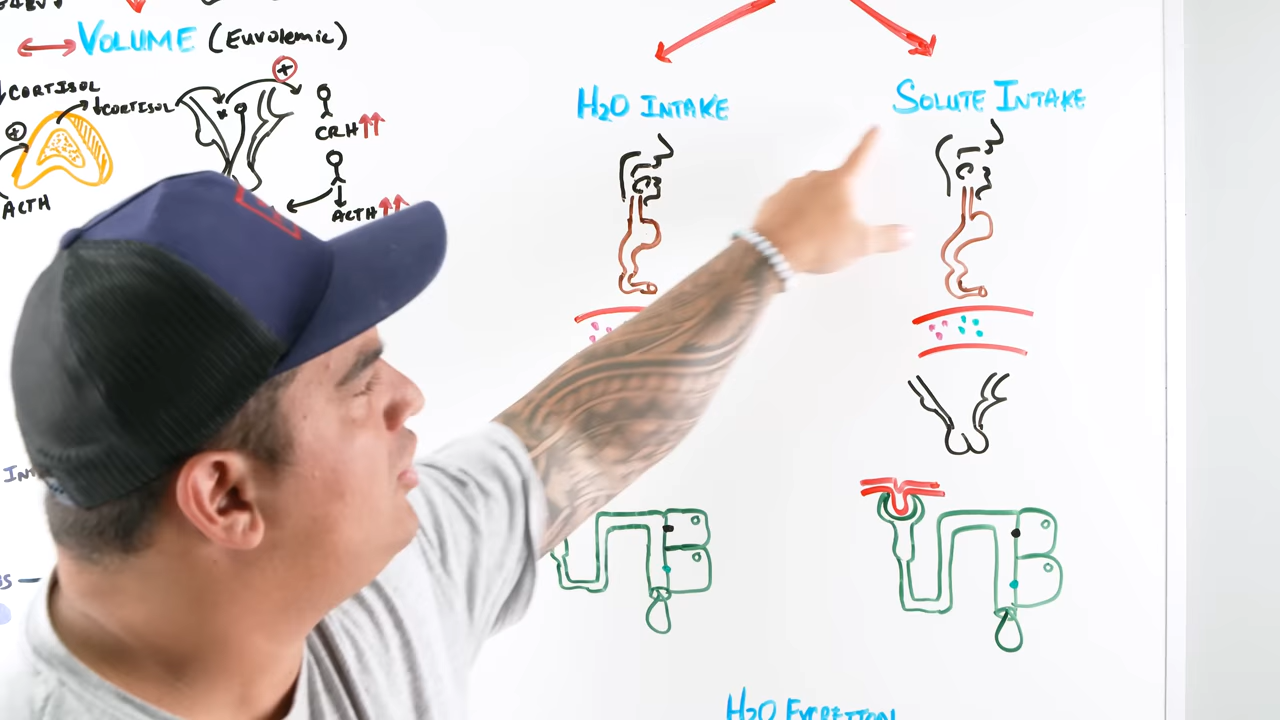 VOLUME (Euvolemic)
↓CORTISOL
↓CORTISOL
+
+
CRH↑↑
ACTH
ACTH↑↑
H2O INTAKE
SOLUTE INTAKE
H2O EXCRETION